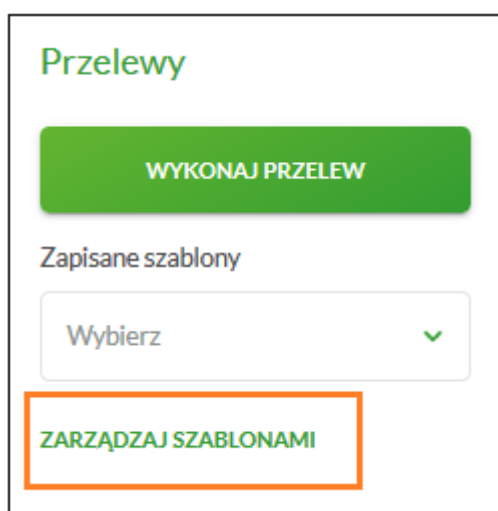 Przelewy
WYKONAJ PRZELEW
Zapisane szablony
Wybierz
ZARZĄDZAJ SZABLONAMI